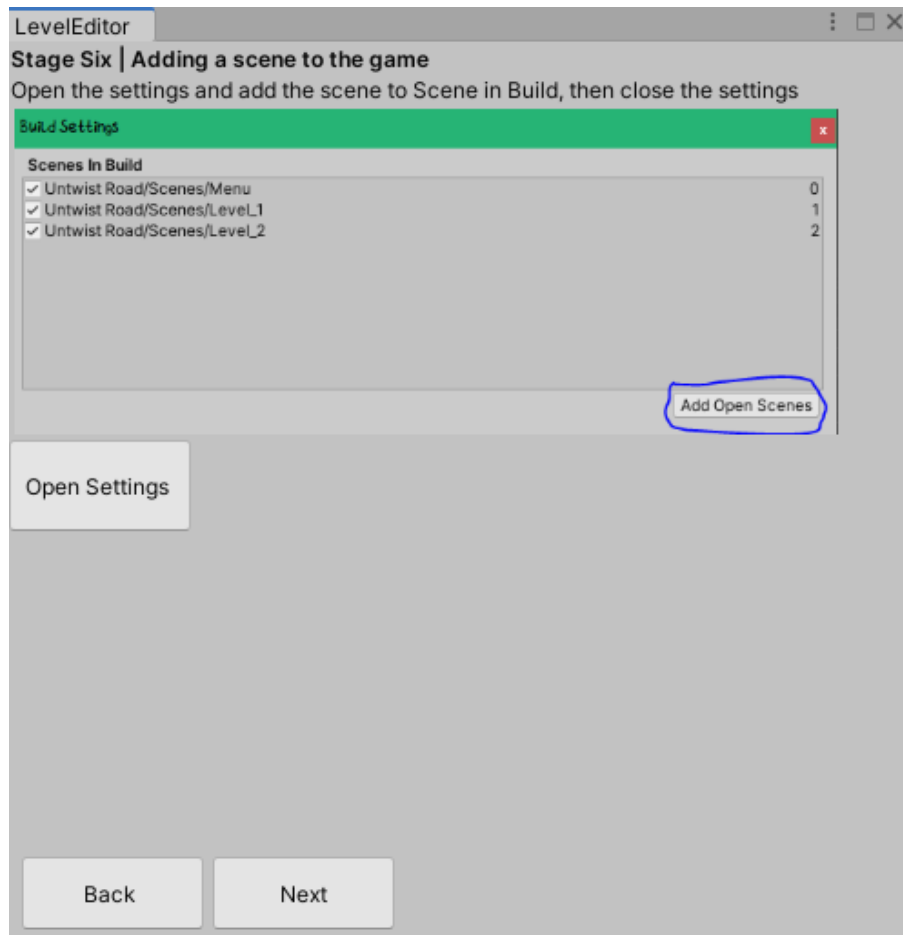 LevelEditor
Stage Six | Adding a scene to the game
Open the settings and add the scene to Scene in Build, then close the settings
Build Settings
x
Scenes In Build
Untwist Road/Scenes/Menu 0
Untwist Road/Scenes/Level_1 1
Untwist Road/Scenes/Level_2 2
Add Open Scenes
Open Settings
Back Next